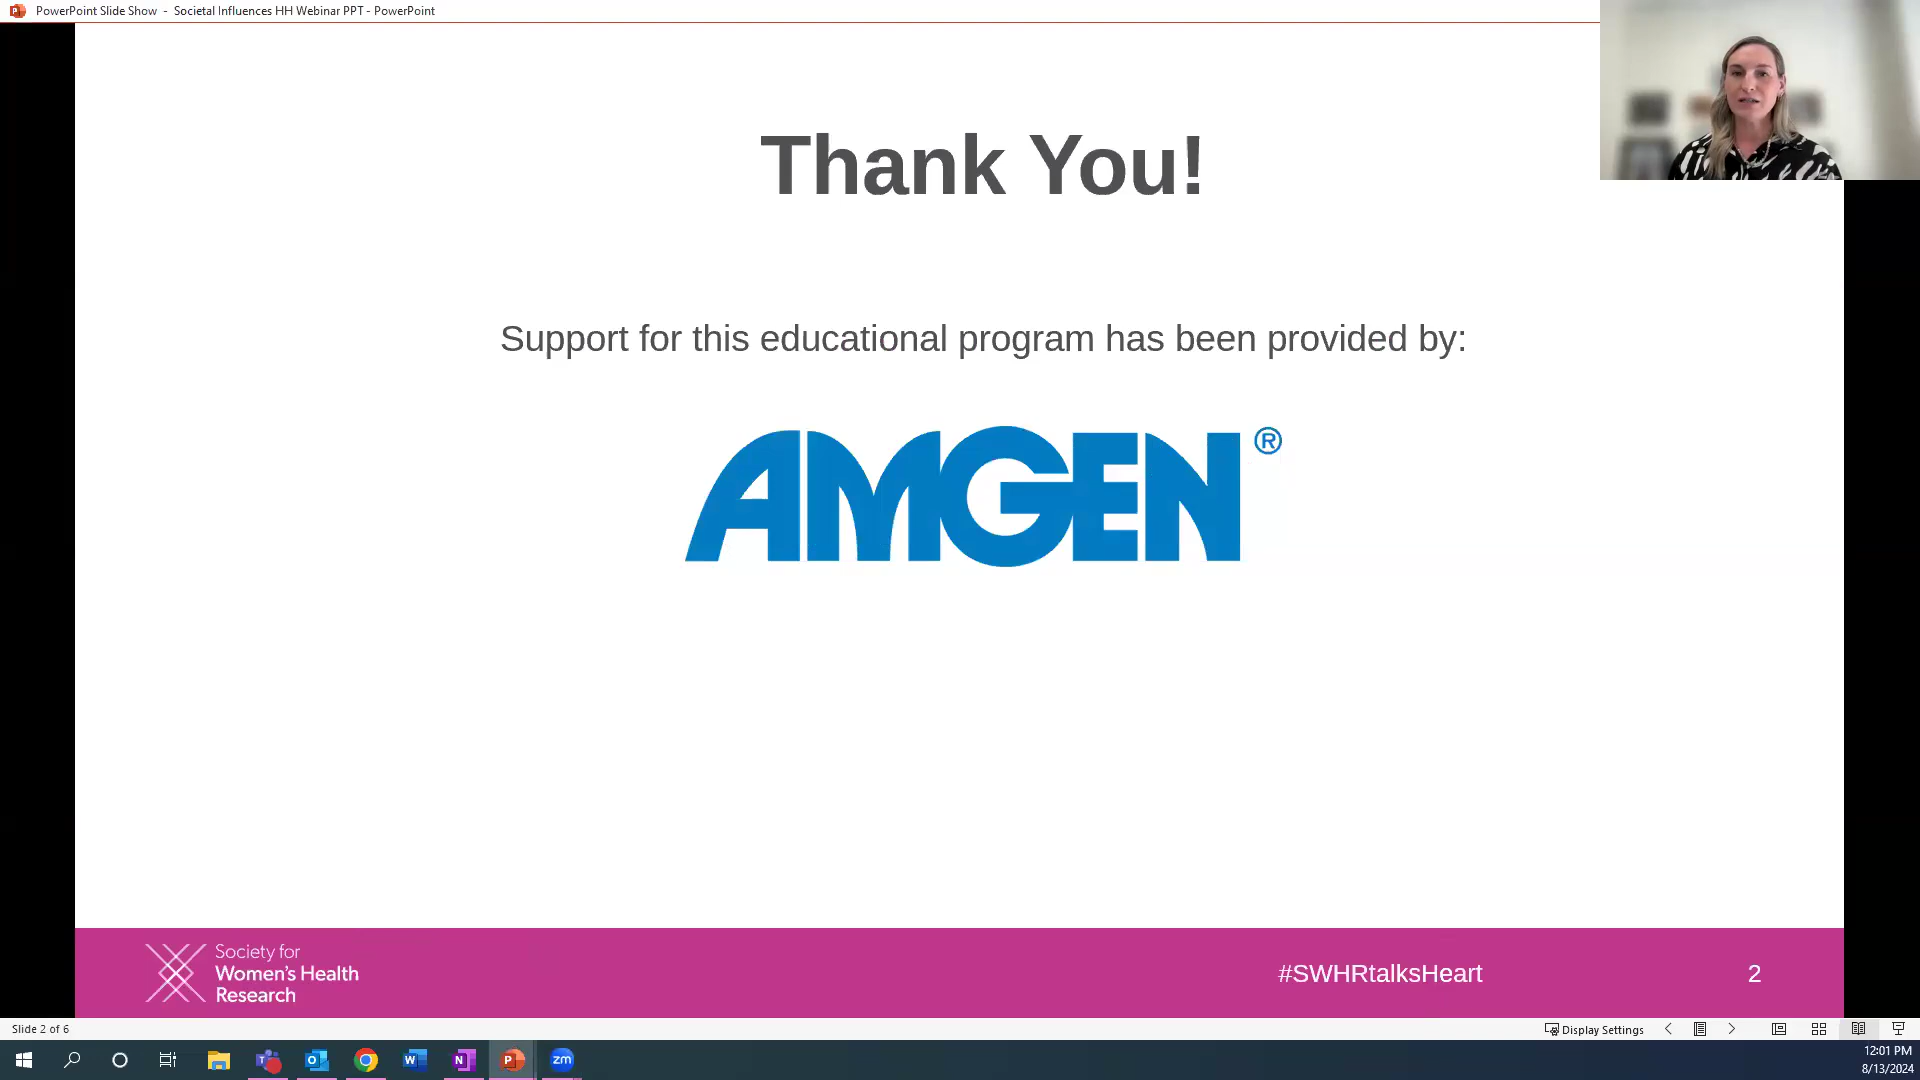 PowerPoint Slide Show - Societal Influences HH Webinar PPT - PowerPoint
Thank You!
Support for this educational program has been provided by:
AMGEN®
Society for
Women's Health
Research
#SWHRtalksHeart
2
Slide 2 of 6
Display Settings
12:01 PM
8/13/2024